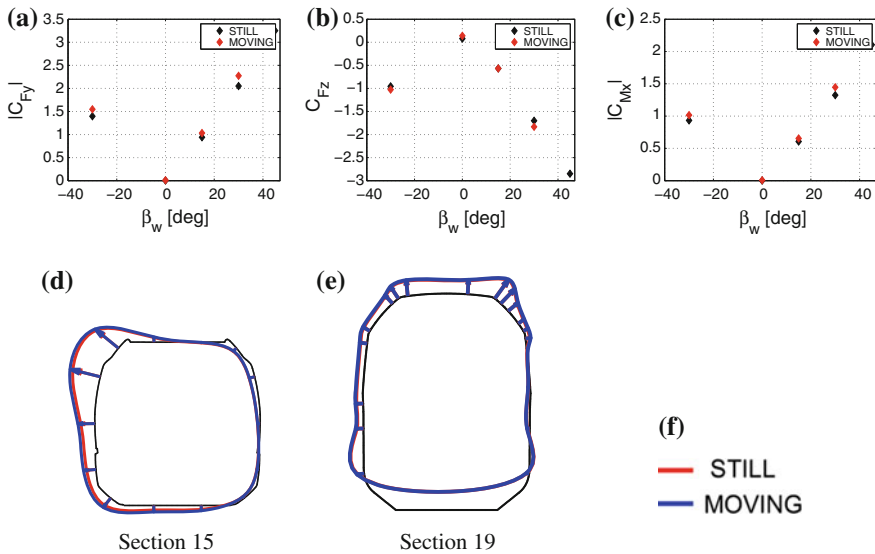 (a)
3.5
3
2.5
2
1.5
1
0.5
0
−40 −20 0 20 40
|C_Fy|
β_w [deg]
STILL
MOVING
(b)
0.5
0
−0.5
−1
−1.5
−2
−2.5
−3
−40 −20 0 20 40
C_Fz
β_w [deg]
STILL
MOVING
(c)
2.5
2
1.5
1
0.5
0
−40 −20 0 20 40
|C_Mx|
β_w [deg]
STILL
MOVING
(d)
Section 15
(e)
Section 19
(f)
STILL
MOVING